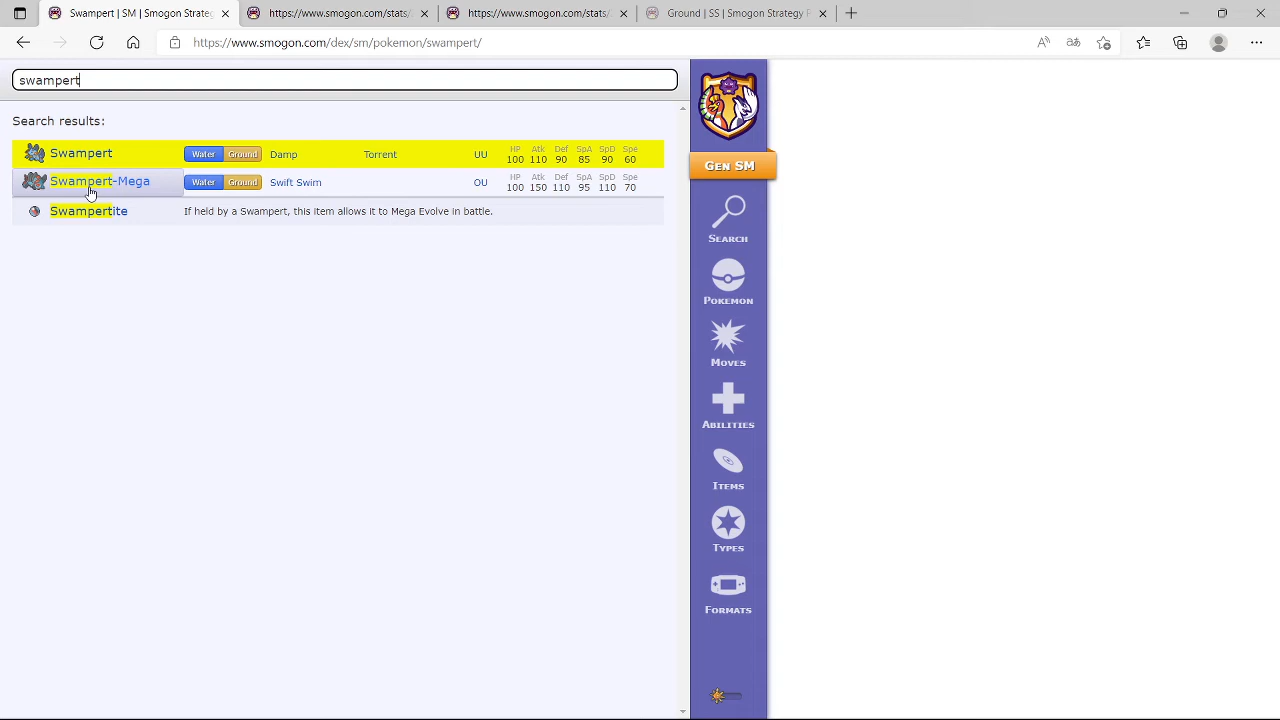 Swampert | SM | Smogon Strateg
https://www.smogon.com/stats/
https://www.smogon.com/stats/
Ground | SS | Smogon Strategy P
https://www.smogon.com/dex/sm/pokemon/swampert/
swampert
Search results:
Swampert Water Ground Damp Torrent UU HP 100 Atk 110 Def 90 SpA 85 SpD 90 Spe 60
Swampert-Mega Water Ground Swift Swim OU HP 100 Atk 150 Def 110 SpA 95 SpD 110 Spe 70
Swampertite If held by a Swampert, this item allows it to Mega Evolve in battle.
GEN SM
SEARCH
POKEMON
MOVES
ABILITIES
ITEMS
TYPES
FORMATS